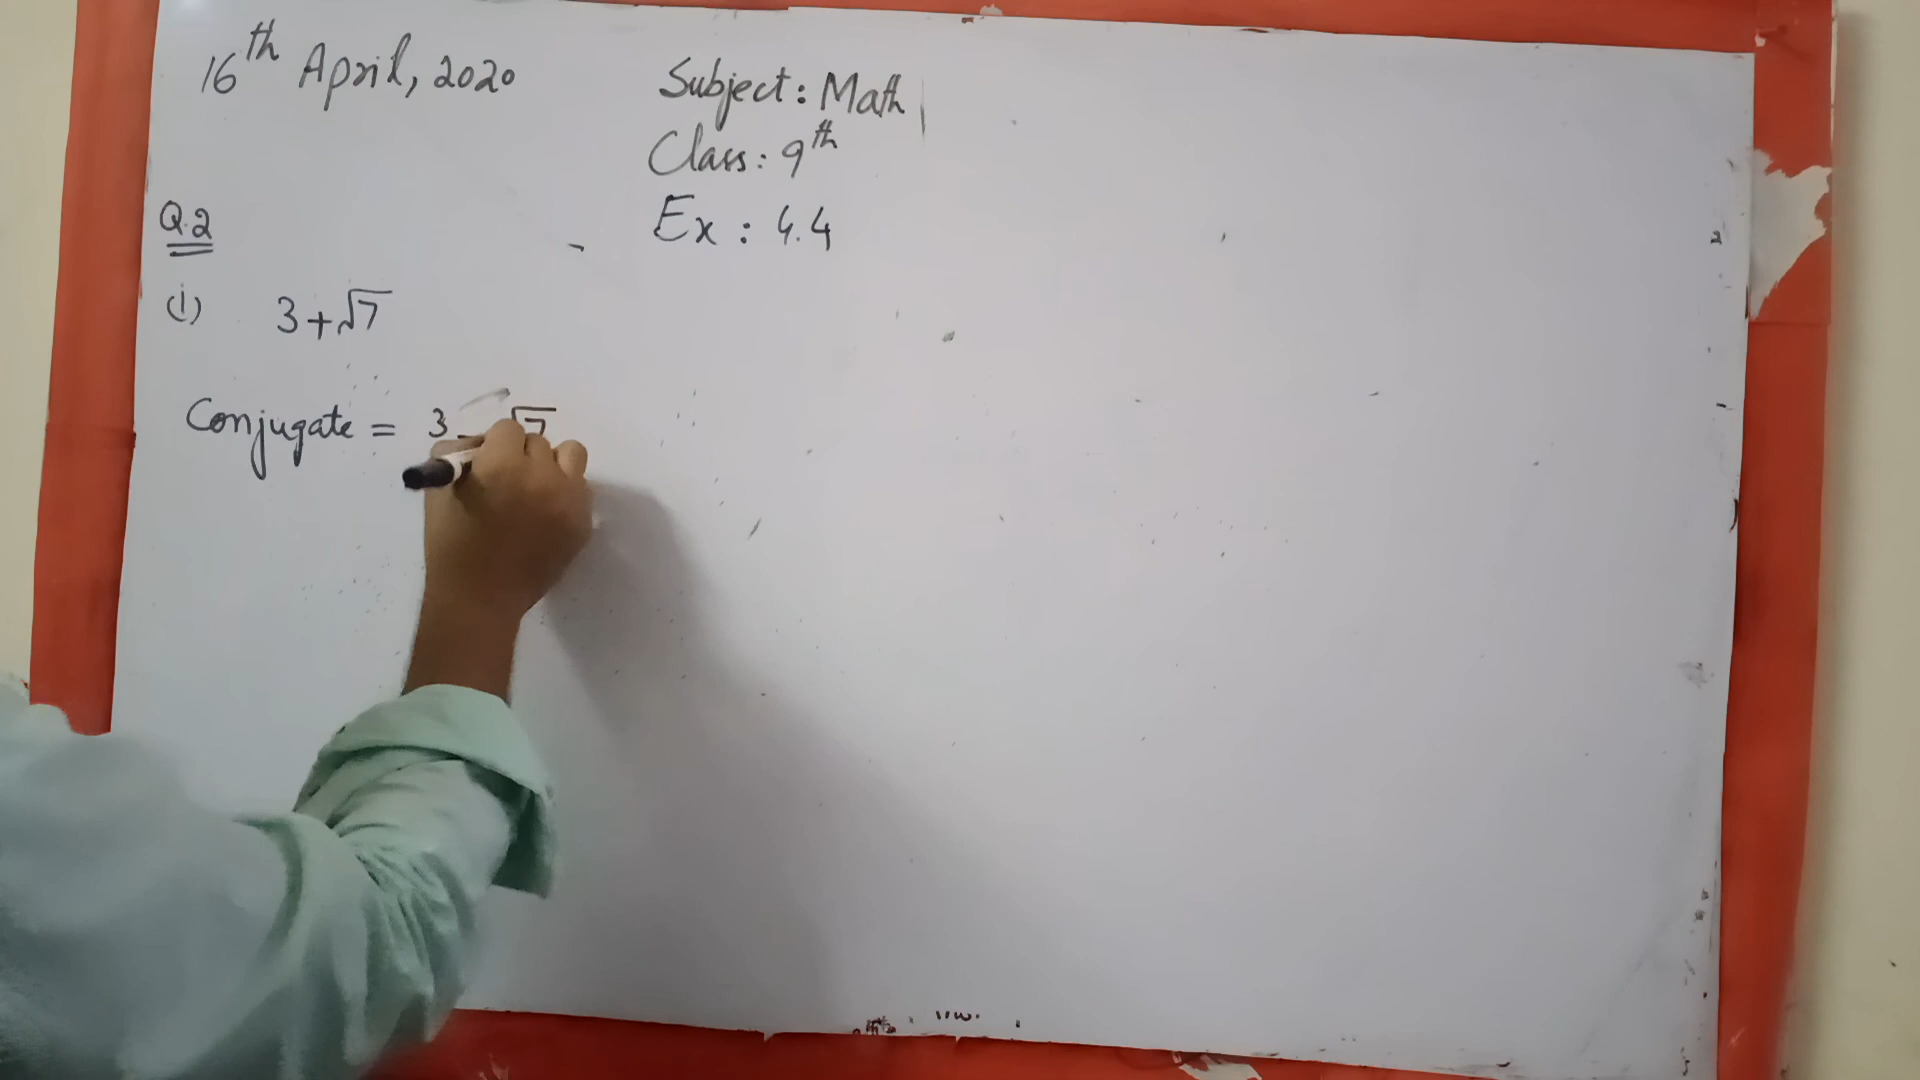 16th April, 2020
Subject: Math
Class: 9th
Ex: 4.4
Q.2
(i) 3+√7
Conjugate = 3 - √7